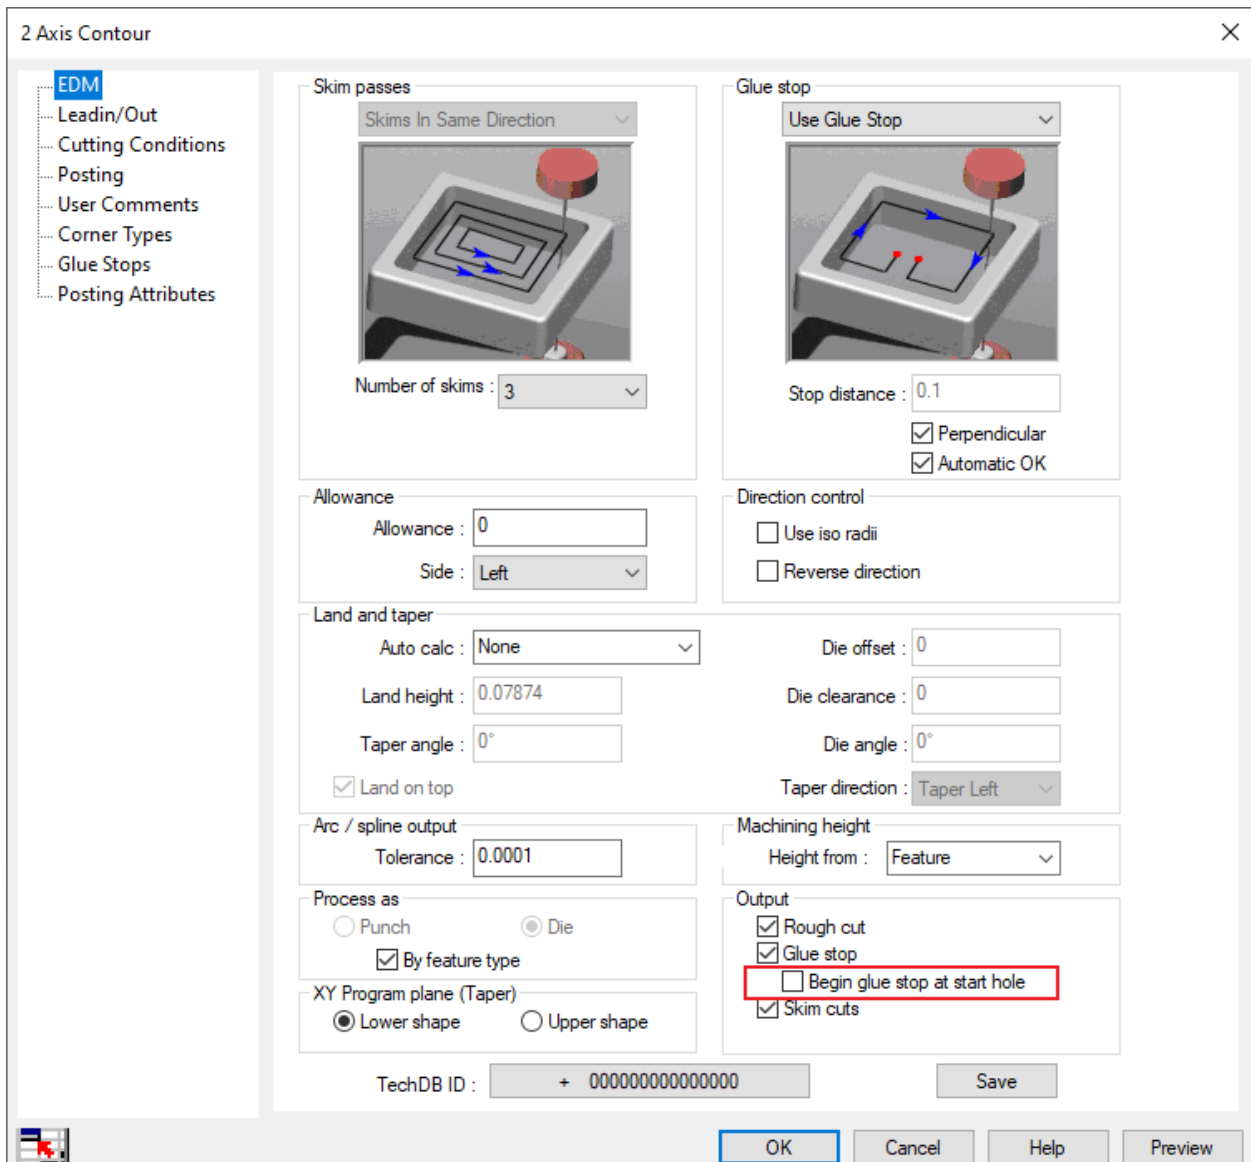 2 Axis Contour
EDM
Leadin/Out
Cutting Conditions
Posting
User Comments
Corner Types
Glue Stops
Posting Attributes
Skim passes
Skims In Same Direction
Number of skims : 3
Glue stop
Use Glue Stop
Stop distance : 0.1
Perpendicular
Automatic OK
Allowance
Allowance : 0
Side : Left
Direction control
Use iso radii
Reverse direction
Land and taper
Auto calc : None
Land height : 0.07874
Taper angle : 0°
Land on top
Die offset : 0
Die clearance : 0
Die angle : 0°
Taper direction : Taper Left
Arc / spline output
Tolerance : 0.0001
Machining height
Height from : Feature
Process as
Punch Die
By feature type
XY Program plane (Taper)
Lower shape Upper shape
Output
Rough cut
Glue stop
Begin glue stop at start hole
Skim cuts
TechDB ID : + 000000000000000 Save
OK Cancel Help Preview